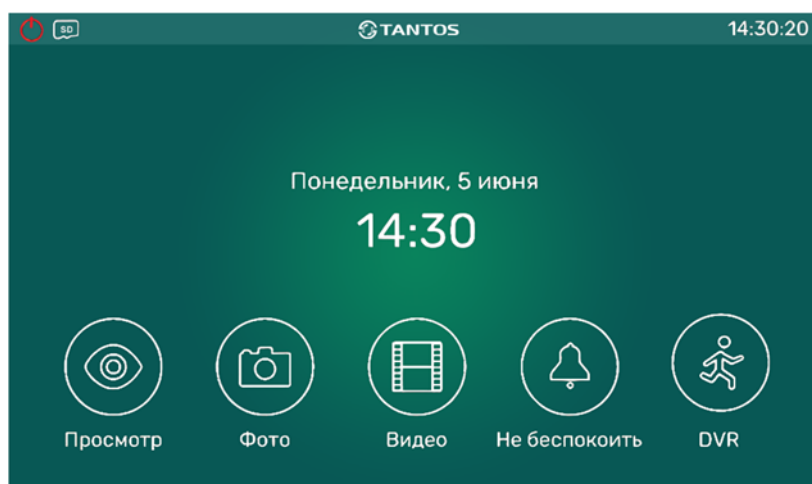 SD TANTOS 14:30:20
Понедельник, 5 июня
14:30
Просмотр Фото Видео Не беспокоить DVR